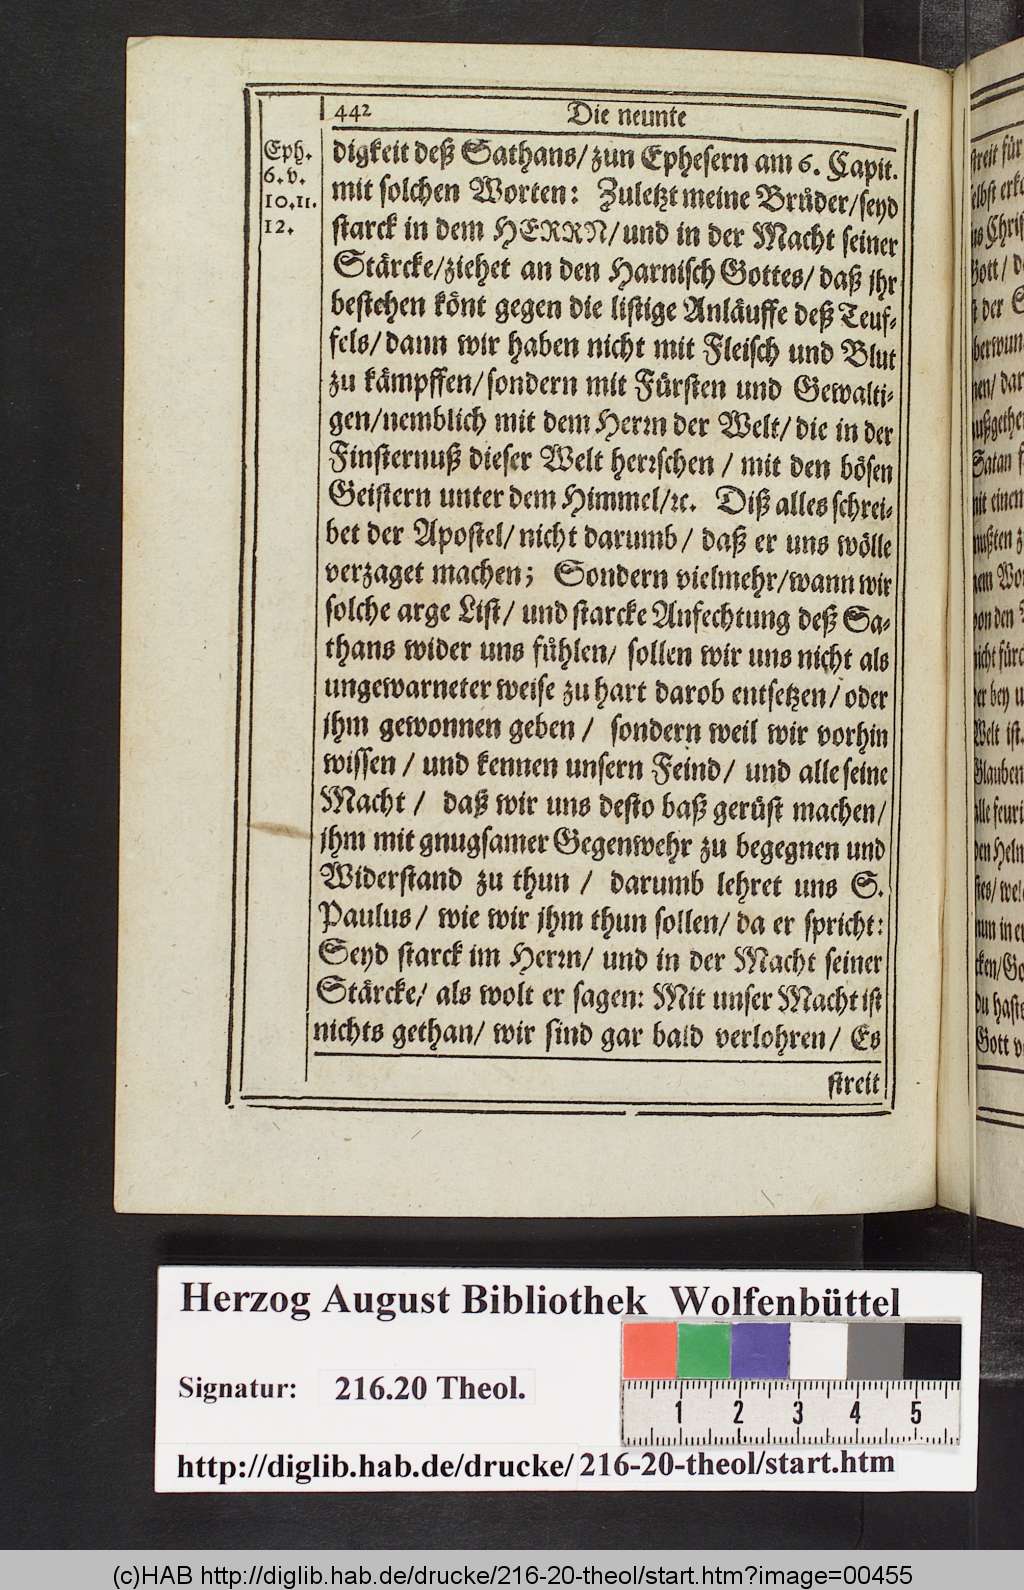 442 Die neunte
Eph.
6. v.
10. 11.
12.
digkeit deß Sathans/ zun Ephesern am 6. Capit.
mit solchen Worten: Zuletzt meine Brüder/ seyd
starck in dem HERRN/ und in der Macht seiner
Stärcke/ ziehet an den Harnisch Gottes/ daß ihr
bestehen könt gegen die listige Anläuffe deß Teuf-
fels/ dann wir haben nicht mit Fleisch und Blut
zu kämpffen/ sondern mit Fürsten und Gewalti-
gen/ nemblich mit dem Herrn der Welt/ die in der
Finsternuß dieser Welt herrschen / mit den bösen
Geistern unter dem Himmel/ ꝛc. Diß alles schrei-
bet der Apostel/ nicht darumb/ daß er uns wölle
verzaget machen; Sondern vielmehr/ wann wir
solche arge List/ und starcke Anfechtung deß Sa-
thans wider uns fühlen/ sollen wir uns nicht als
ungewarneter weise zu hart darob entsetzen/ oder
ihm gewonnen geben / sondern weil wir vorhin
wissen / und kennen unsern Feind/ und alle seine
Macht / daß wir uns desto baß gerüst machen/
ihm mit gnugsamer Gegenwehr zu begegnen und
Widerstand zu thun / darumb lehret uns S.
Paulus/ wie wir ihm thun sollen/ da er spricht:
Seyd starck im Herrn/ und in der Macht seiner
Stärcke/ als wolt er sagen: Mit unser Macht ist
nichts gethan/ wir sind gar bald verlohren/ Es
streit
Herzog August Bibliothek Wolfenbüttel
Signatur: 216.20 Theol.
1 2 3 4 5
http://diglib.hab.de/drucke/216-20-theol/start.htm
(c)HAB http://diglib.hab.de/drucke/216-20-theol/start.htm?image=00455